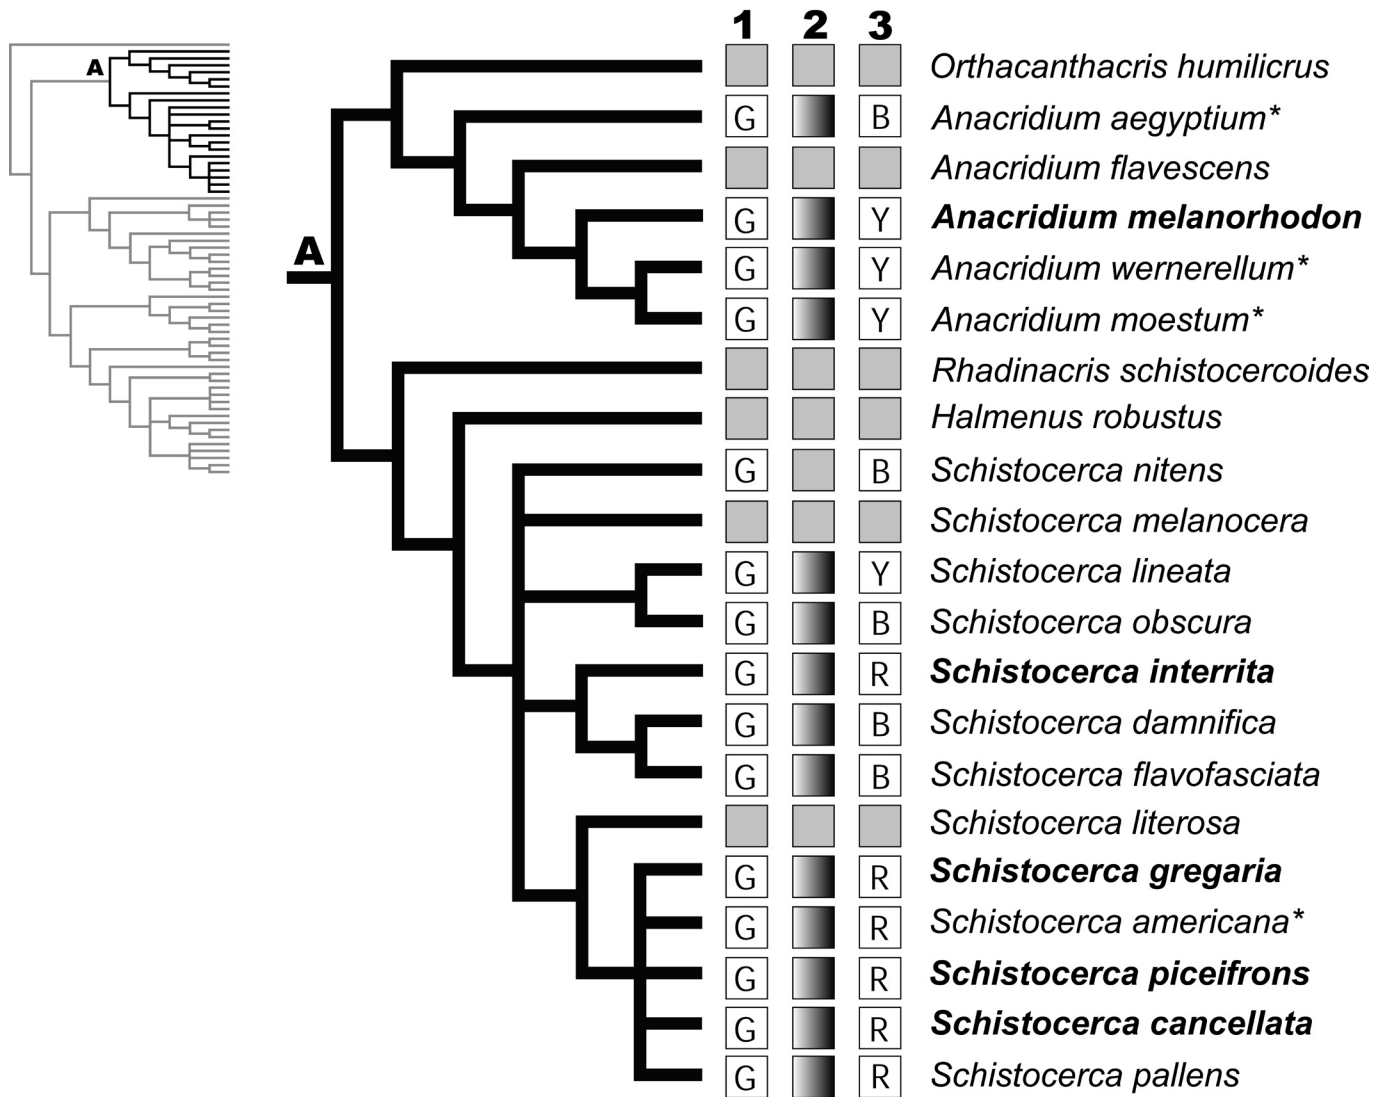 1 2 3
A
A
Orthacanthacris humilicrus
G B Anacridium aegyptium*
Anacridium flavescens
G Y Anacridium melanorhodon
G Y Anacridium wernerellum*
G Y Anacridium moestum*
Rhadinacris schistocercoides
Halmenus robustus
G B Schistocerca nitens
Schistocerca melanocera
G Y Schistocerca lineata
G B Schistocerca obscura
G R Schistocerca interrita
G B Schistocerca damnifica
G B Schistocerca flavofasciata
Schistocerca literosa
G R Schistocerca gregaria
G R Schistocerca americana*
G R Schistocerca piceifrons
G R Schistocerca cancellata
G R Schistocerca pallens